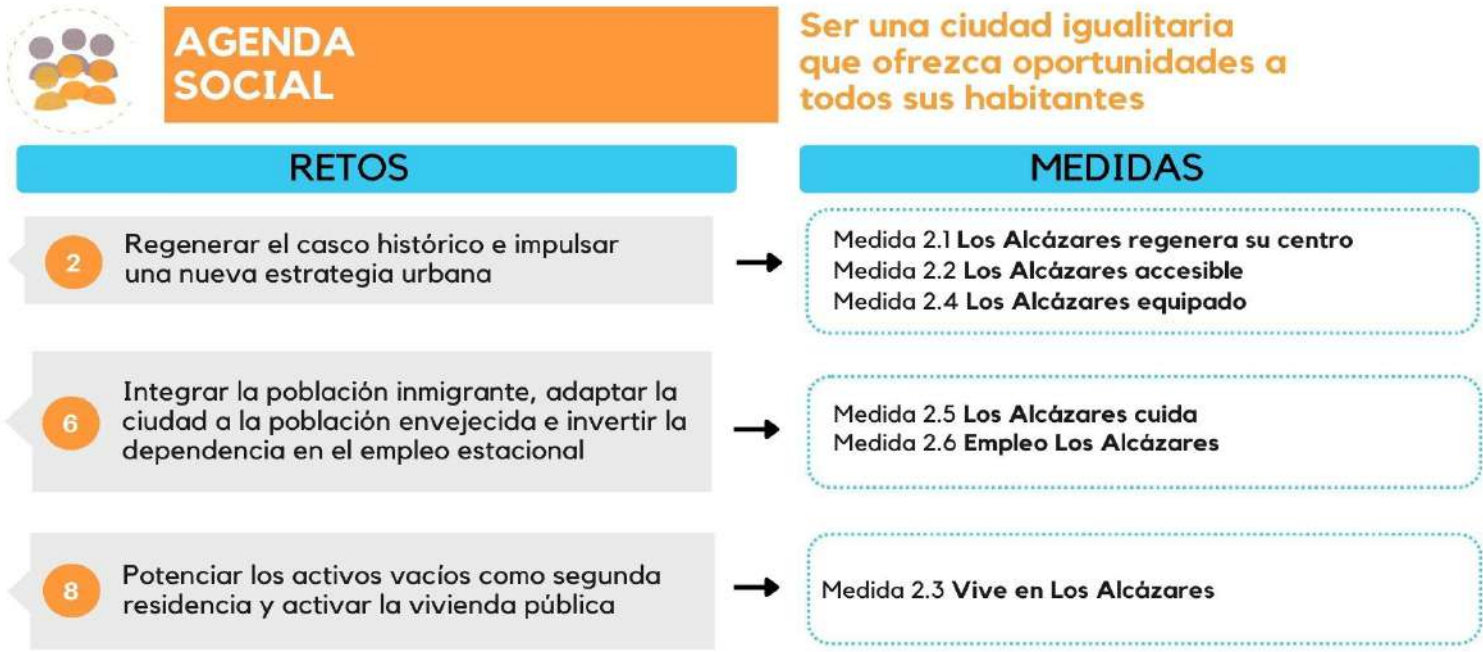 AGENDA
SOCIAL
Ser una ciudad igualitaria
que ofrezca oportunidades a
todos sus habitantes
RETOS
MEDIDAS
2
Regenerar el casco histórico e impulsar
una nueva estrategia urbana
Medida 2.1 Los Alcázares regenera su centro
Medida 2.2 Los Alcázares accesible
Medida 2.4 Los Alcázares equipado
6
Integrar la población inmigrante, adaptar la
ciudad a la población envejecida e invertir la
dependencia en el empleo estacional
Medida 2.5 Los Alcázares cuida
Medida 2.6 Empleo Los Alcázares
8
Potenciar los activos vacíos como segunda
residencia y activar la vivienda pública
Medida 2.3 Vive en Los Alcázares